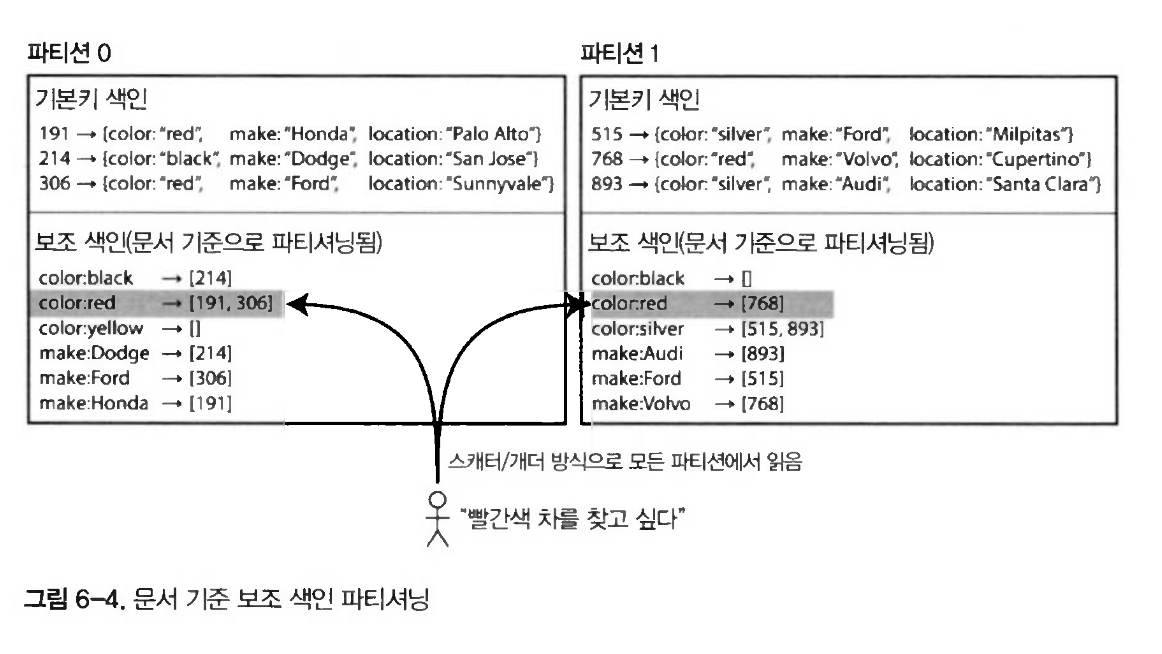 파티션 0
기본키 색인
191 → {color: "red", make: "Honda", location: "Palo Alto"}
214 → {color: "black", make: "Dodge", location: "San Jose"}
306 → {color: "red", make: "Ford", location: "Sunnyvale"}
보조 색인(문서 기준으로 파티셔닝됨)
color:black → [214]
color:red → [191, 306]
color:yellow → []
make:Dodge → [214]
make:Ford → [306]
make:Honda → [191]
파티션 1
기본키 색인
515 → {color: "silver", make: "Ford", location: "Milpitas"}
768 → {color: "red", make: "Volvo", location: "Cupertino"}
893 → {color: "silver", make: "Audi", location: "Santa Clara"}
보조 색인(문서 기준으로 파티셔닝됨)
color:black → []
color:red → [768]
color:silver → [515, 893]
make:Audi → [893]
make:Ford → [515]
make:Volvo → [768]
스캐터/개더 방식으로 모든 파티션에서 읽음
"빨간색 차를 찾고 싶다"
그림 6-4. 문서 기준 보조 색인 파티셔닝